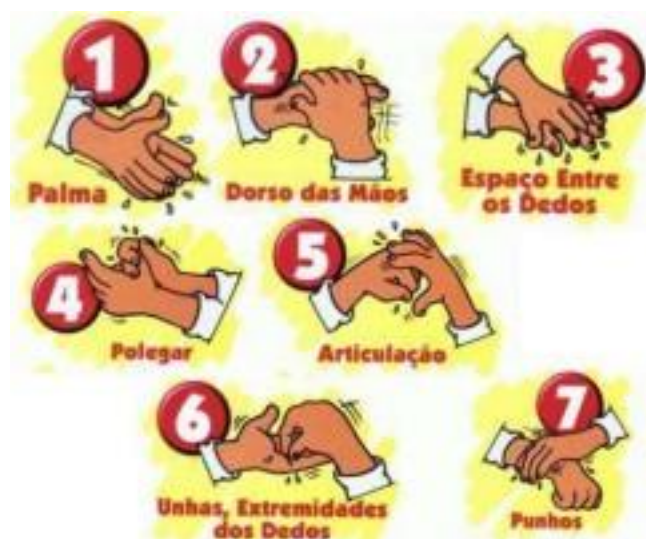 1
Palma
2
Dorso das Mãos
3
Espaço Entre
os Dedos
4
Polegar
5
Articulação
6
Unhas, Extremidades
dos Dedos
7
Punhos